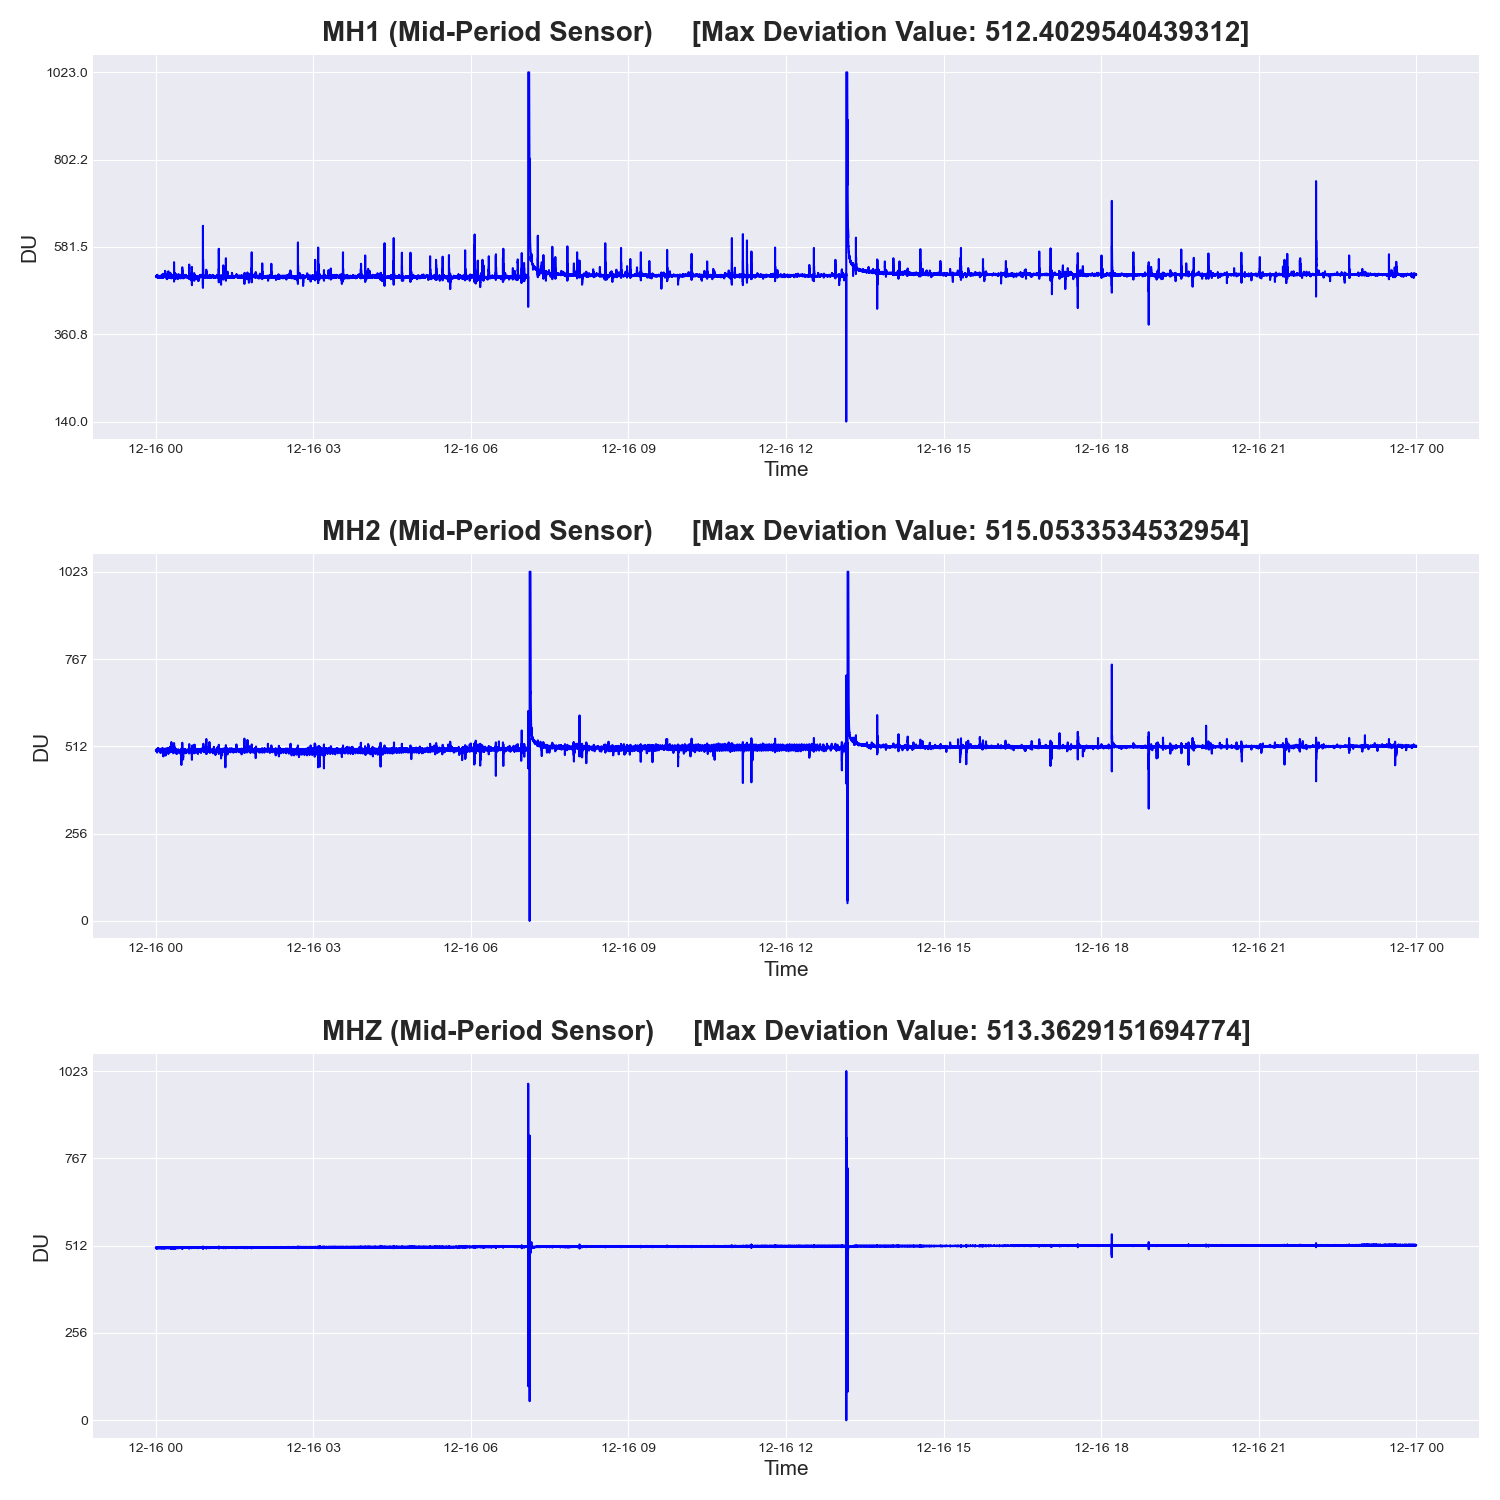 MH1 (Mid-Period Sensor) [Max Deviation Value: 512.4029540439312]
1023.0
802.2
581.5
360.8
140.0
DU
12-16 00 12-16 03 12-16 06 12-16 09 12-16 12 12-16 15 12-16 18 12-16 21 12-17 00
Time
MH2 (Mid-Period Sensor) [Max Deviation Value: 515.0533534532954]
1023
767
512
256
0
DU
12-16 00 12-16 03 12-16 06 12-16 09 12-16 12 12-16 15 12-16 18 12-16 21 12-17 00
Time
MHZ (Mid-Period Sensor) [Max Deviation Value: 513.3629151694774]
1023
767
512
256
0
DU
12-16 00 12-16 03 12-16 06 12-16 09 12-16 12 12-16 15 12-16 18 12-16 21 12-17 00
Time